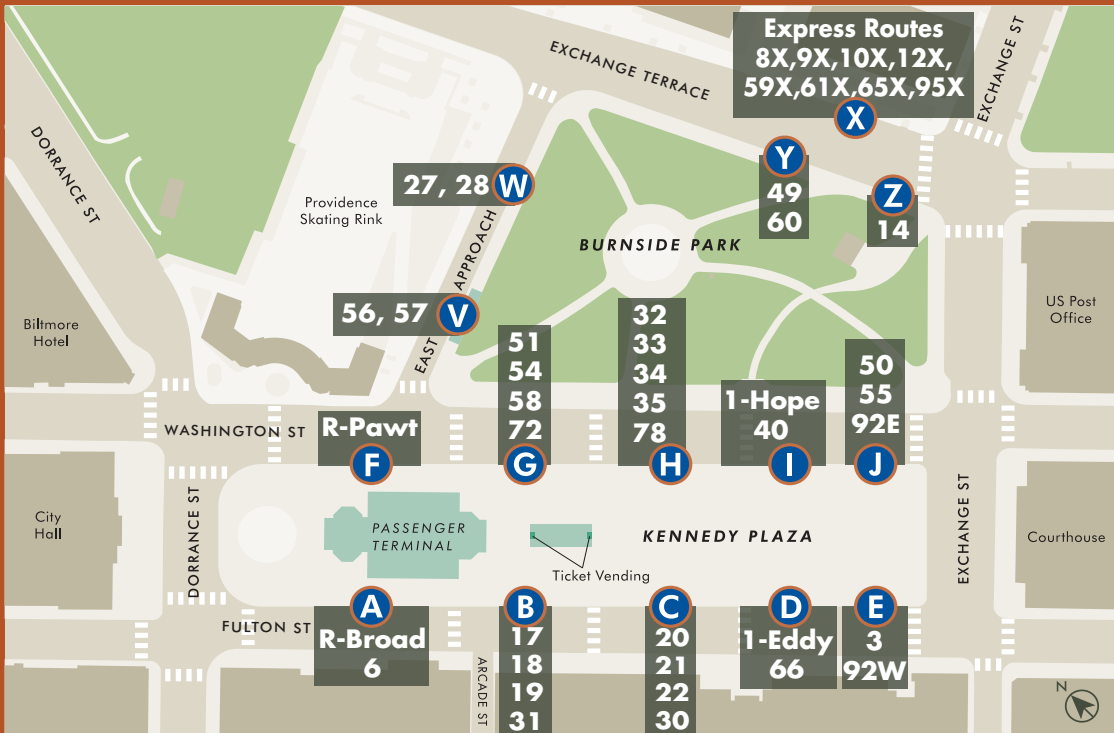 Express Routes
8X,9X,10X,12X,
59X,61X,65X,95X
X
EXCHANGE ST
EXCHANGE TERRACE
DORRANCE ST
Y
49
60
Z
14
27, 28 W
Providence
Skating Rink
EAST APPROACH
BURNSIDE PARK
56, 57 V
Biltmore
Hotel
US Post
Office
51
54
58
72
G
32
33
34
35
78
H
1-Hope
40
I
50
55
92E
J
WASHINGTON ST
R-Pawt
F
City
Hall
DORRANCE ST
PASSENGER
TERMINAL
Ticket Vending
KENNEDY PLAZA
EXCHANGE ST
Courthouse
FULTON ST
A
R-Broad
6
ARCADE ST
B
17
18
19
31
C
20
21
22
30
D
1-Eddy
66
E
3
92W
N